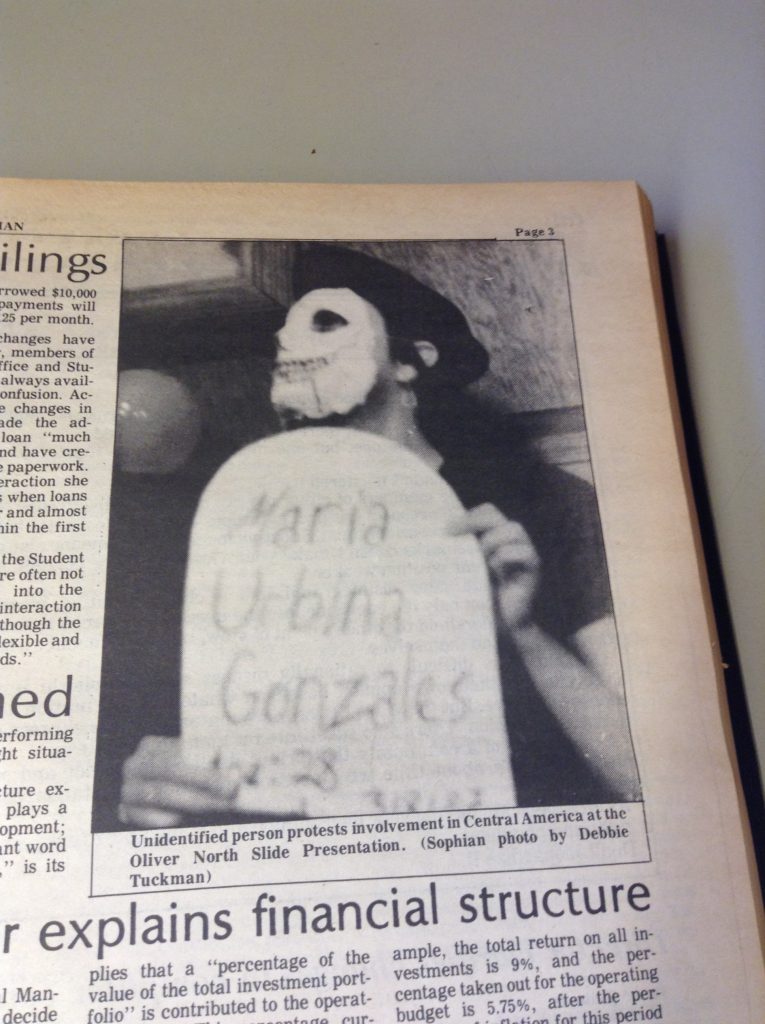 IAN
Page 3
ilings
rrowed $10,000
payments will
25 per month.
changes have
, members of
ffice and Stu-
always avail-
onfusion. Ac-
e changes in
ade the ad-
loan “much
nd have cre-
e paperwork.
eraction she
s when loans
r and almost
hin the first
the Student
re often not
into the
interaction
though the
lexible and
ds.”
ned
erforming
ght situa-
cture ex-
plays a
opment;
ant word
,” is its
Maria
Urbina
Gonzales
28
Unidentified person protests involvement in Central America at the
Oliver North Slide Presentation. (Sophian photo by Debbie
Tuckman)
r explains financial structure
l Man-
decide
plies that a “percentage of the
value of the total investment port-
folio” is contributed to the operat-
ample, the total return on all in-
vestments is 9%, and the per-
centage taken out for the operating
budget is 5.75%, after the per-
for this period